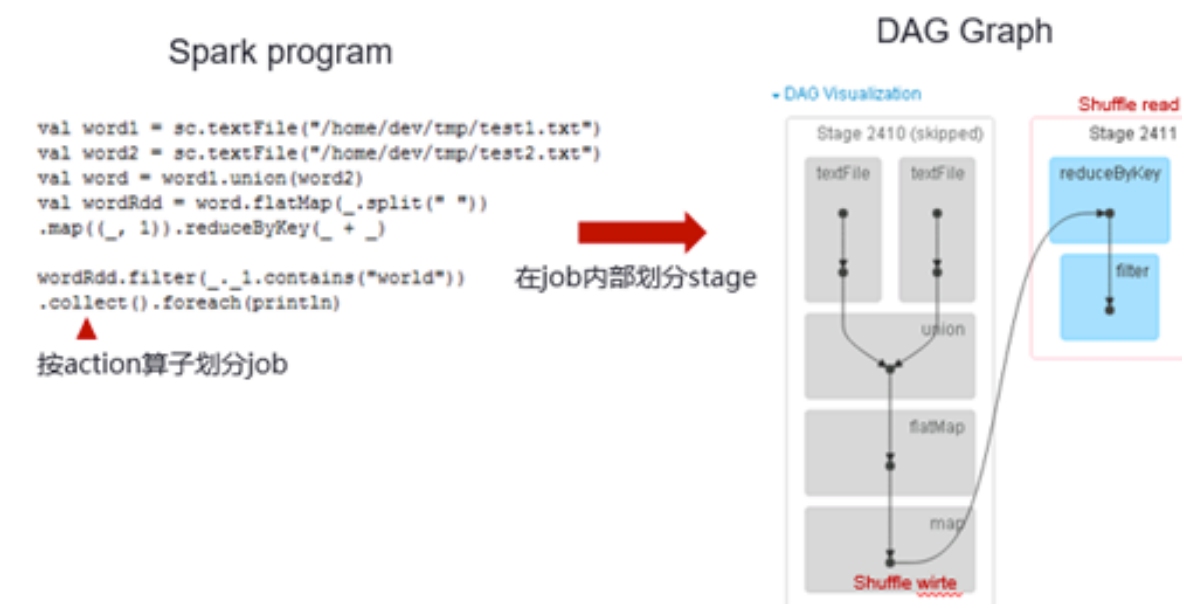 Spark program
val word1 = sc.textFile("/home/dev/tmp/test1.txt")
val word2 = sc.textFile("/home/dev/tmp/test2.txt")
val word = word1.union(word2)
val wordRdd = word.flatMap(_.split(" "))
.map((_, 1)).reduceByKey(_ + _)
wordRdd.filter(_._1.contains("world"))
.collect().foreach(println)
按action算子划分job
在job内部划分stage
DAG Graph
DAG Visualization
Stage 2410 (skipped)
textFile
textFile
union
flatMap
map
Shuffle wirte
Shuffle read
Stage 2411
reduceByKey
filter